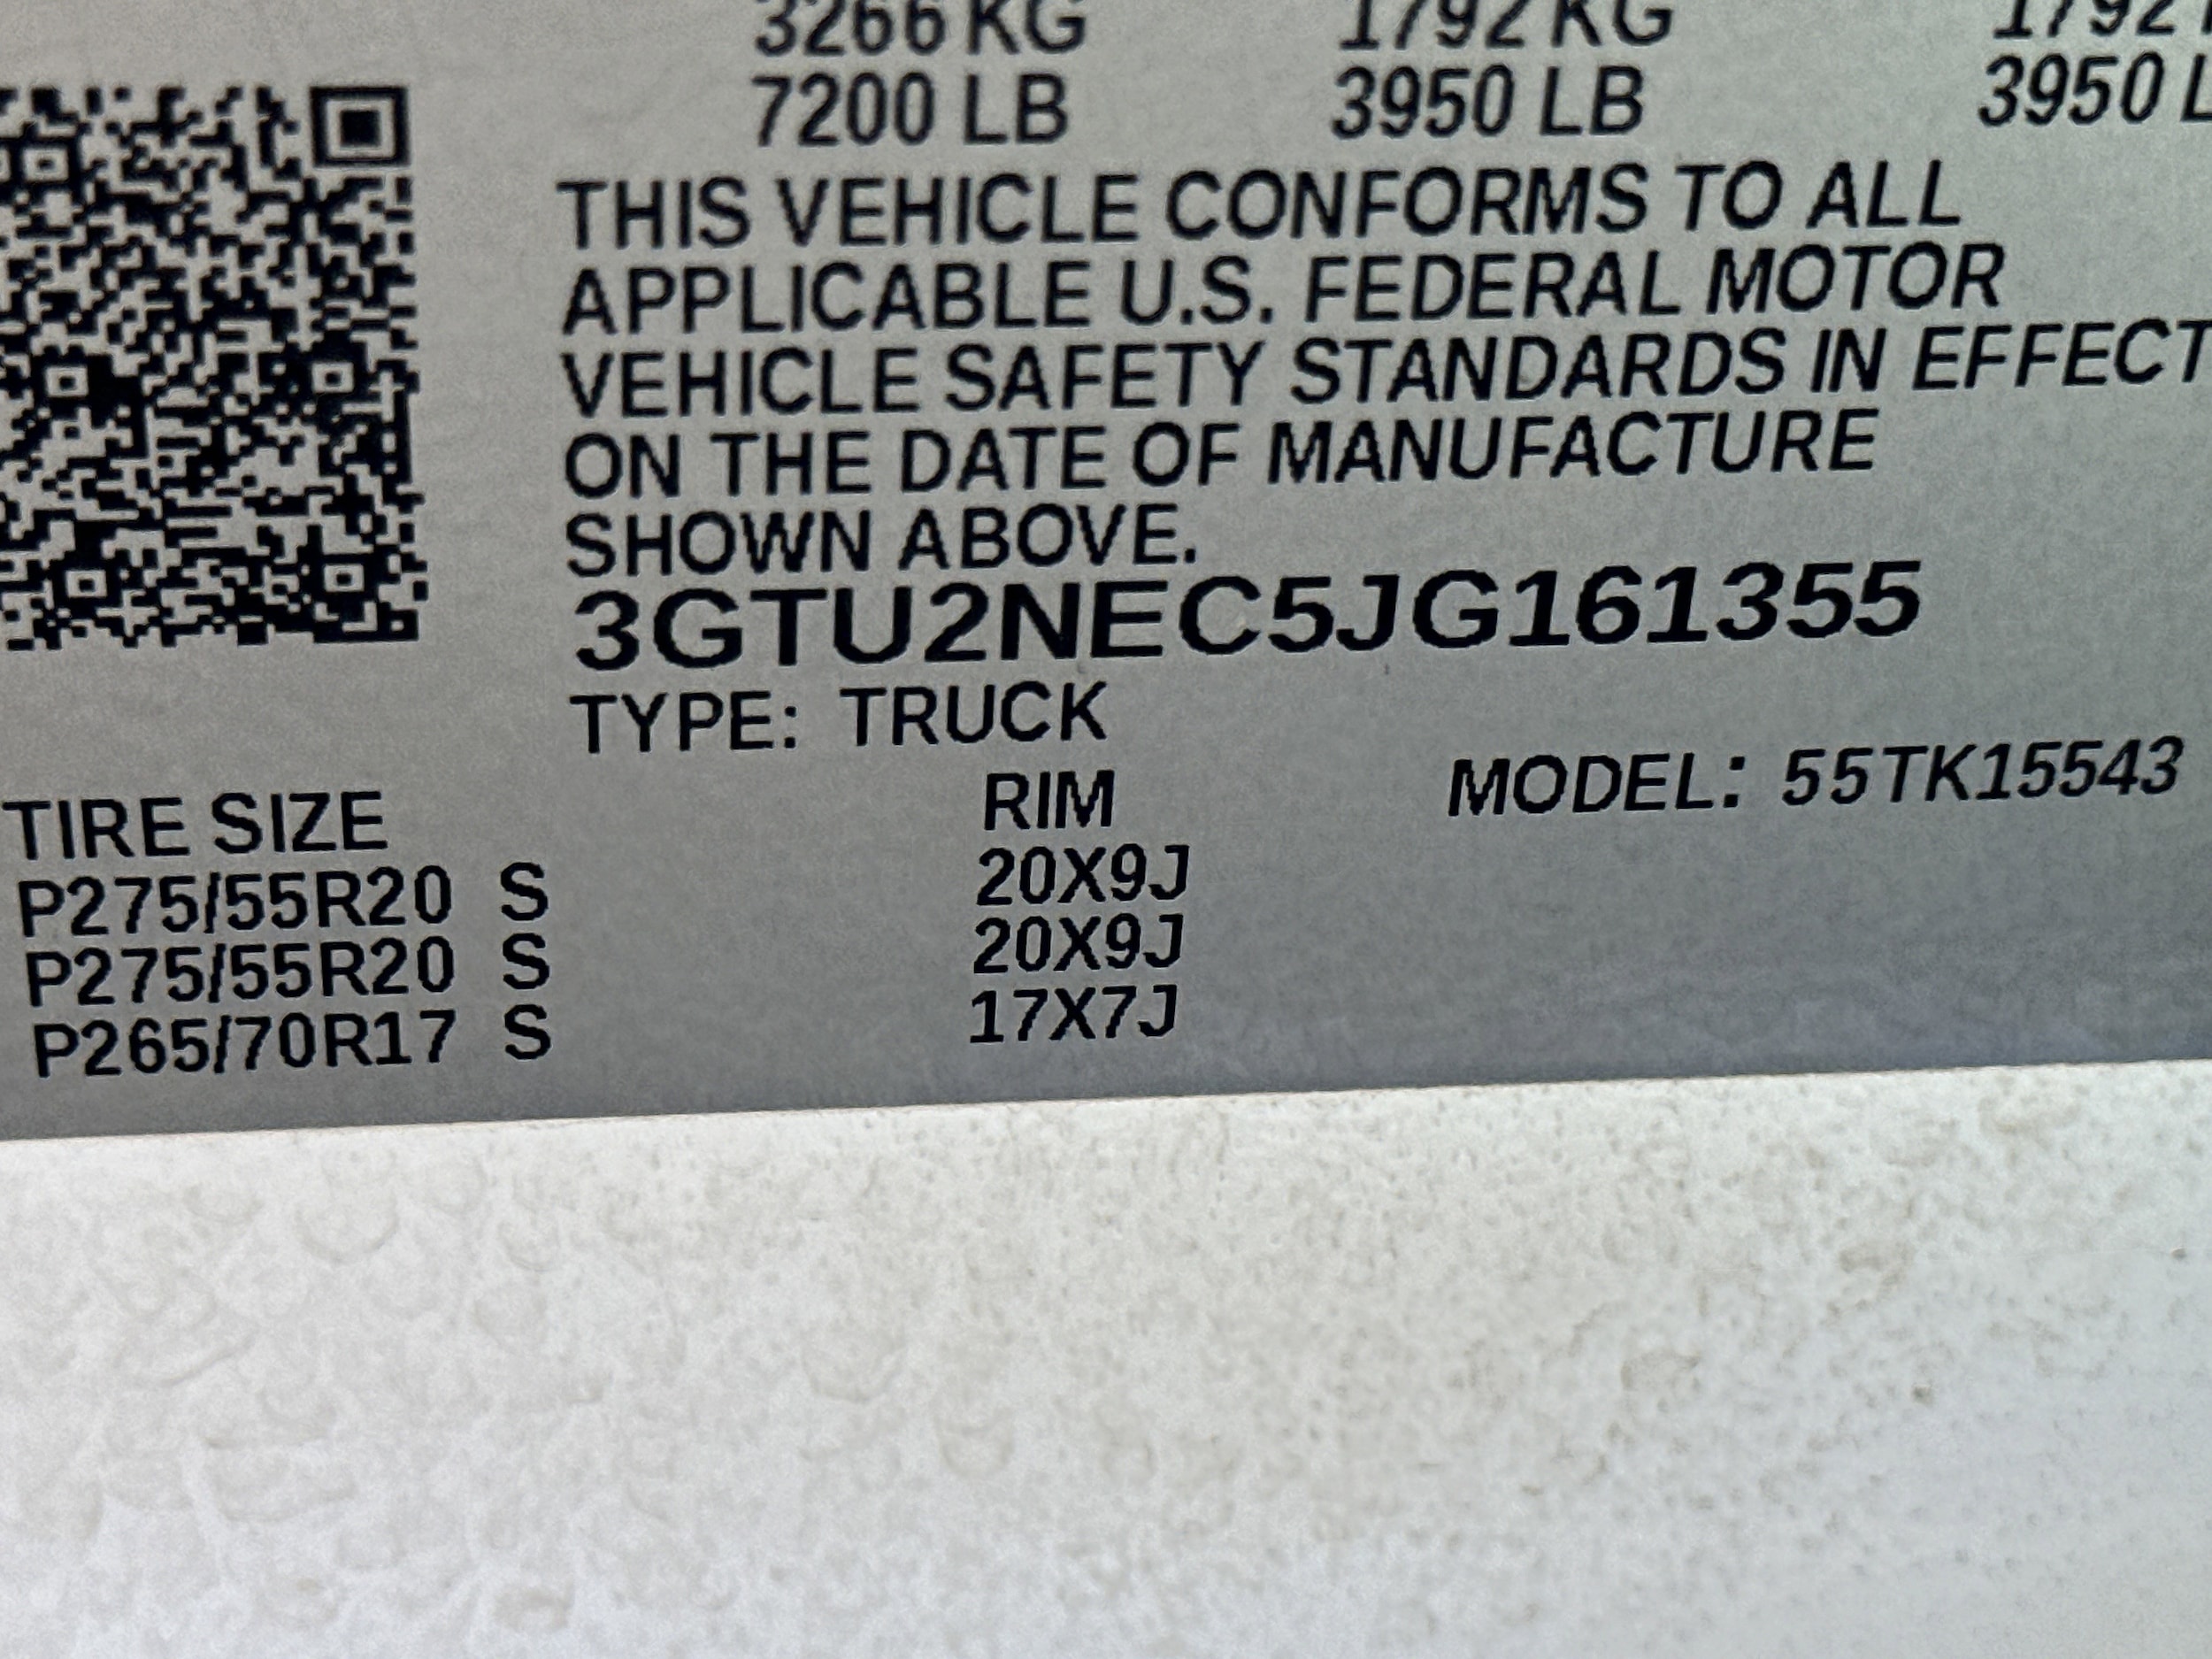 3266 KG 1792 KG 1792
7200 LB 3950 LB 3950 L
THIS VEHICLE CONFORMS TO ALL
APPLICABLE U.S. FEDERAL MOTOR
VEHICLE SAFETY STANDARDS IN EFFECT
ON THE DATE OF MANUFACTURE
SHOWN ABOVE.
3GTU2NEC5JG161355
TYPE: TRUCK
MODEL: 55TK15543
TIRE SIZE RIM
P275/55R20 S 20X9J
P275/55R20 S 20X9J
P265/70R17 S 17X7J